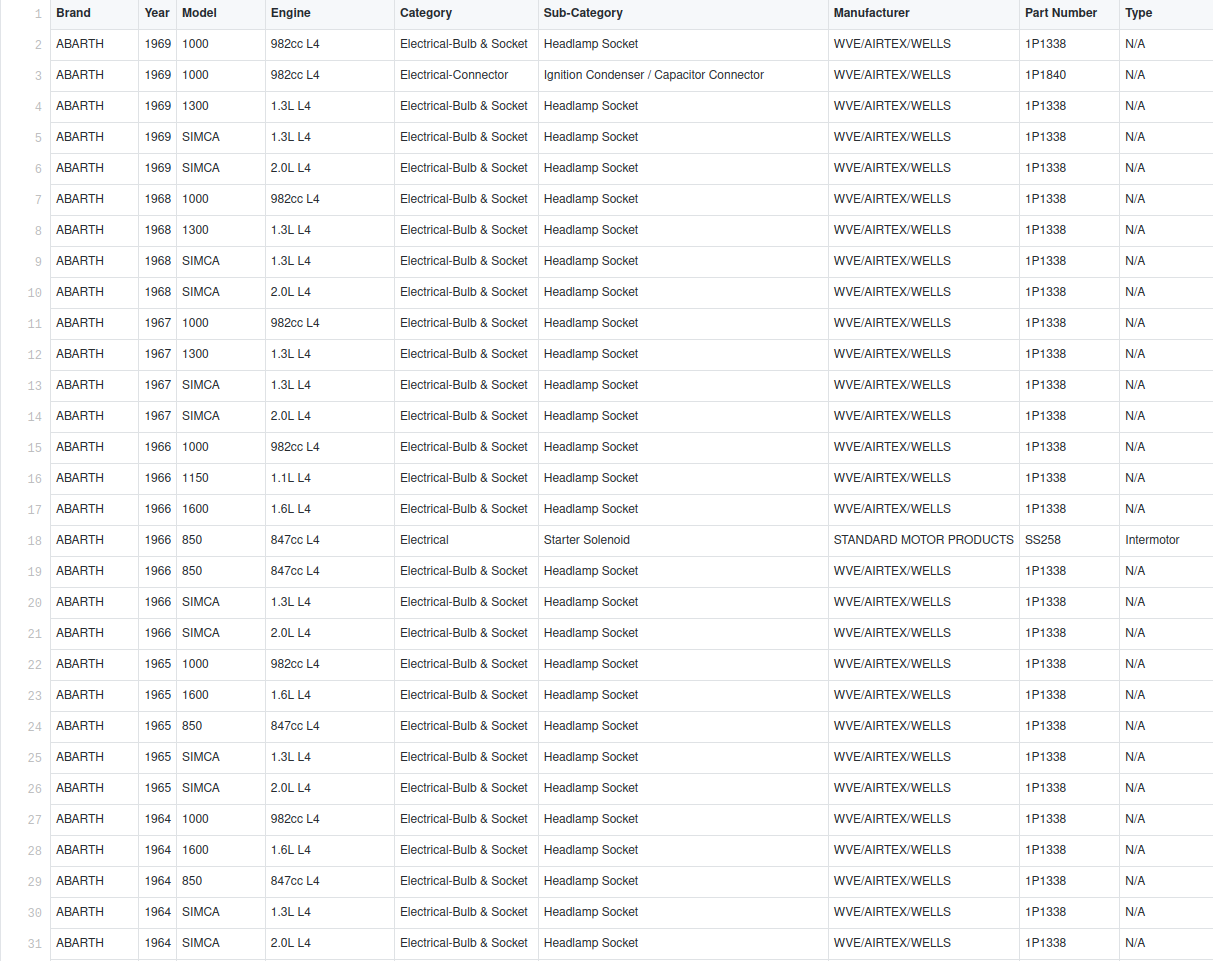 1 Brand Year Model Engine Category Sub-Category Manufacturer Part Number Type
2 ABARTH 1969 1000 982cc L4 Electrical-Bulb & Socket Headlamp Socket WVE/AIRTEX/WELLS 1P1338 N/A
3 ABARTH 1969 1000 982cc L4 Electrical-Connector Ignition Condenser / Capacitor Connector WVE/AIRTEX/WELLS 1P1840 N/A
4 ABARTH 1969 1300 1.3L L4 Electrical-Bulb & Socket Headlamp Socket WVE/AIRTEX/WELLS 1P1338 N/A
5 ABARTH 1969 SIMCA 1.3L L4 Electrical-Bulb & Socket Headlamp Socket WVE/AIRTEX/WELLS 1P1338 N/A
6 ABARTH 1969 SIMCA 2.0L L4 Electrical-Bulb & Socket Headlamp Socket WVE/AIRTEX/WELLS 1P1338 N/A
7 ABARTH 1968 1000 982cc L4 Electrical-Bulb & Socket Headlamp Socket WVE/AIRTEX/WELLS 1P1338 N/A
8 ABARTH 1968 1300 1.3L L4 Electrical-Bulb & Socket Headlamp Socket WVE/AIRTEX/WELLS 1P1338 N/A
9 ABARTH 1968 SIMCA 1.3L L4 Electrical-Bulb & Socket Headlamp Socket WVE/AIRTEX/WELLS 1P1338 N/A
10 ABARTH 1968 SIMCA 2.0L L4 Electrical-Bulb & Socket Headlamp Socket WVE/AIRTEX/WELLS 1P1338 N/A
11 ABARTH 1967 1000 982cc L4 Electrical-Bulb & Socket Headlamp Socket WVE/AIRTEX/WELLS 1P1338 N/A
12 ABARTH 1967 1300 1.3L L4 Electrical-Bulb & Socket Headlamp Socket WVE/AIRTEX/WELLS 1P1338 N/A
13 ABARTH 1967 SIMCA 1.3L L4 Electrical-Bulb & Socket Headlamp Socket WVE/AIRTEX/WELLS 1P1338 N/A
14 ABARTH 1967 SIMCA 2.0L L4 Electrical-Bulb & Socket Headlamp Socket WVE/AIRTEX/WELLS 1P1338 N/A
15 ABARTH 1966 1000 982cc L4 Electrical-Bulb & Socket Headlamp Socket WVE/AIRTEX/WELLS 1P1338 N/A
16 ABARTH 1966 1150 1.1L L4 Electrical-Bulb & Socket Headlamp Socket WVE/AIRTEX/WELLS 1P1338 N/A
17 ABARTH 1966 1600 1.6L L4 Electrical-Bulb & Socket Headlamp Socket WVE/AIRTEX/WELLS 1P1338 N/A
18 ABARTH 1966 850 847cc L4 Electrical Starter Solenoid STANDARD MOTOR PRODUCTS SS258 Intermotor
19 ABARTH 1966 850 847cc L4 Electrical-Bulb & Socket Headlamp Socket WVE/AIRTEX/WELLS 1P1338 N/A
20 ABARTH 1966 SIMCA 1.3L L4 Electrical-Bulb & Socket Headlamp Socket WVE/AIRTEX/WELLS 1P1338 N/A
21 ABARTH 1966 SIMCA 2.0L L4 Electrical-Bulb & Socket Headlamp Socket WVE/AIRTEX/WELLS 1P1338 N/A
22 ABARTH 1965 1000 982cc L4 Electrical-Bulb & Socket Headlamp Socket WVE/AIRTEX/WELLS 1P1338 N/A
23 ABARTH 1965 1600 1.6L L4 Electrical-Bulb & Socket Headlamp Socket WVE/AIRTEX/WELLS 1P1338 N/A
24 ABARTH 1965 850 847cc L4 Electrical-Bulb & Socket Headlamp Socket WVE/AIRTEX/WELLS 1P1338 N/A
25 ABARTH 1965 SIMCA 1.3L L4 Electrical-Bulb & Socket Headlamp Socket WVE/AIRTEX/WELLS 1P1338 N/A
26 ABARTH 1965 SIMCA 2.0L L4 Electrical-Bulb & Socket Headlamp Socket WVE/AIRTEX/WELLS 1P1338 N/A
27 ABARTH 1964 1000 982cc L4 Electrical-Bulb & Socket Headlamp Socket WVE/AIRTEX/WELLS 1P1338 N/A
28 ABARTH 1964 1600 1.6L L4 Electrical-Bulb & Socket Headlamp Socket WVE/AIRTEX/WELLS 1P1338 N/A
29 ABARTH 1964 850 847cc L4 Electrical-Bulb & Socket Headlamp Socket WVE/AIRTEX/WELLS 1P1338 N/A
30 ABARTH 1964 SIMCA 1.3L L4 Electrical-Bulb & Socket Headlamp Socket WVE/AIRTEX/WELLS 1P1338 N/A
31 ABARTH 1964 SIMCA 2.0L L4 Electrical-Bulb & Socket Headlamp Socket WVE/AIRTEX/WELLS 1P1338 N/A